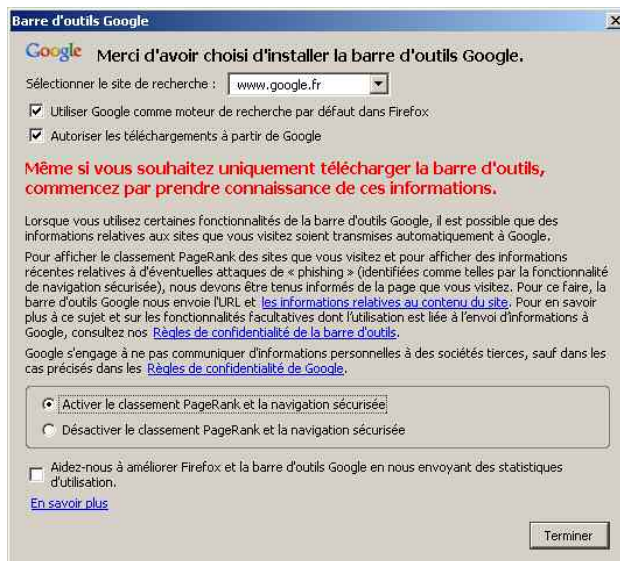 Barre d'outils Google
Google Merci d'avoir choisi d'installer la barre d'outils Google.
Sélectionner le site de recherche : www.google.fr
Utiliser Google comme moteur de recherche par défaut dans Firefox
Autoriser les téléchargements à partir de Google
Même si vous souhaitez uniquement télécharger la barre d'outils,
commencez par prendre connaissance de ces informations.
Lorsque vous utilisez certaines fonctionnalités de la barre d'outils Google, il est possible que des
informations relatives aux sites que vous visitez soient transmises automatiquement à Google.
Pour afficher le classement PageRank des sites que vous visitez et pour afficher des informations
récentes relatives à d'éventuelles attaques de « phishing » (identifiées comme telles par la fonctionnalité
de navigation sécurisée), nous devons être tenus informés de la page que vous visitez. Pour ce faire, la
barre d'outils Google nous envoie l'URL et les informations relatives au contenu du site. Pour en savoir
plus à ce sujet et sur les fonctionnalités facultatives dont l'utilisation est liée à l'envoi d'informations à
Google, consultez nos Règles de confidentialité de la barre d'outils.
Google s'engage à ne pas communiquer d'informations personnelles à des sociétés tierces, sauf dans les
cas précisés dans les Règles de confidentialité de Google.
Activer le classement PageRank et la navigation sécurisée
Désactiver le classement PageRank et la navigation sécurisée
Aidez-nous à améliorer Firefox et la barre d'outils Google en nous envoyant des statistiques
d'utilisation.
En savoir plus
Terminer